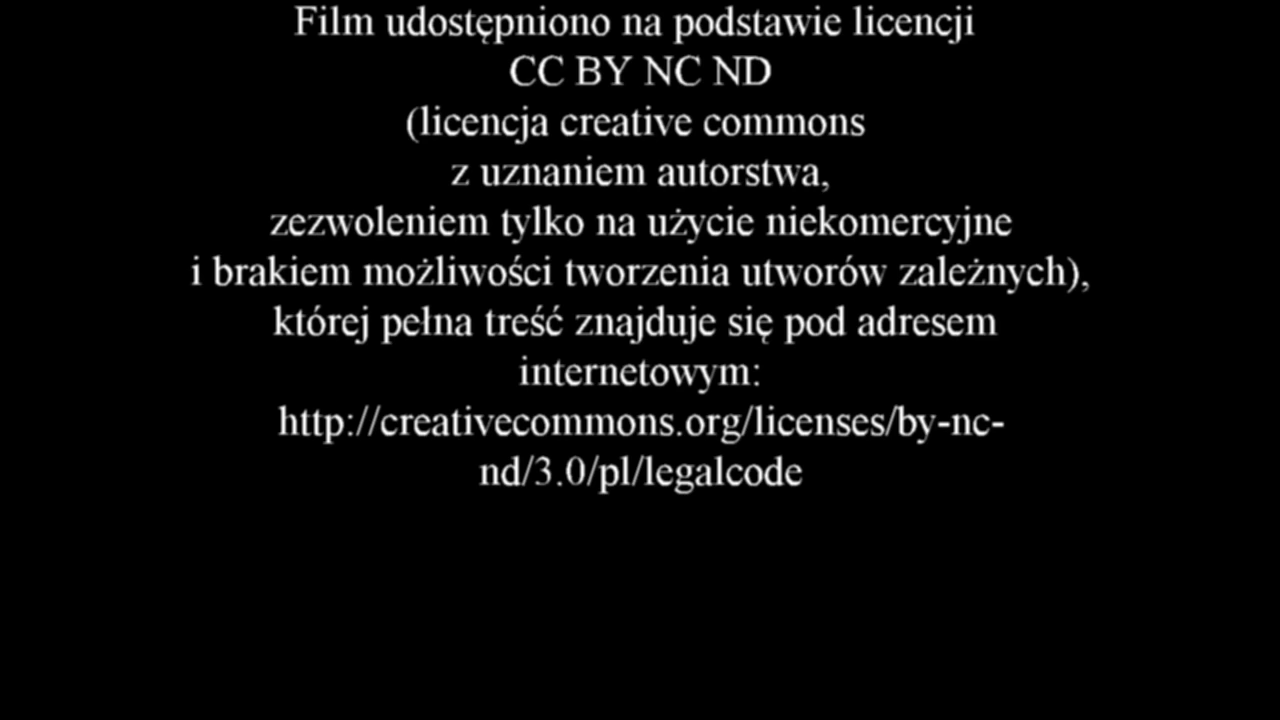 Film udostępniono na podstawie licencji
CC BY NC ND
(licencja creative commons
z uznaniem autorstwa,
zezwoleniem tylko na użycie niekomercyjne
i brakiem możliwości tworzenia utworów zależnych),
której pełna treść znajduje się pod adresem
internetowym:
http://creativecommons.org/licenses/by-nc-
nd/3.0/pl/legalcode